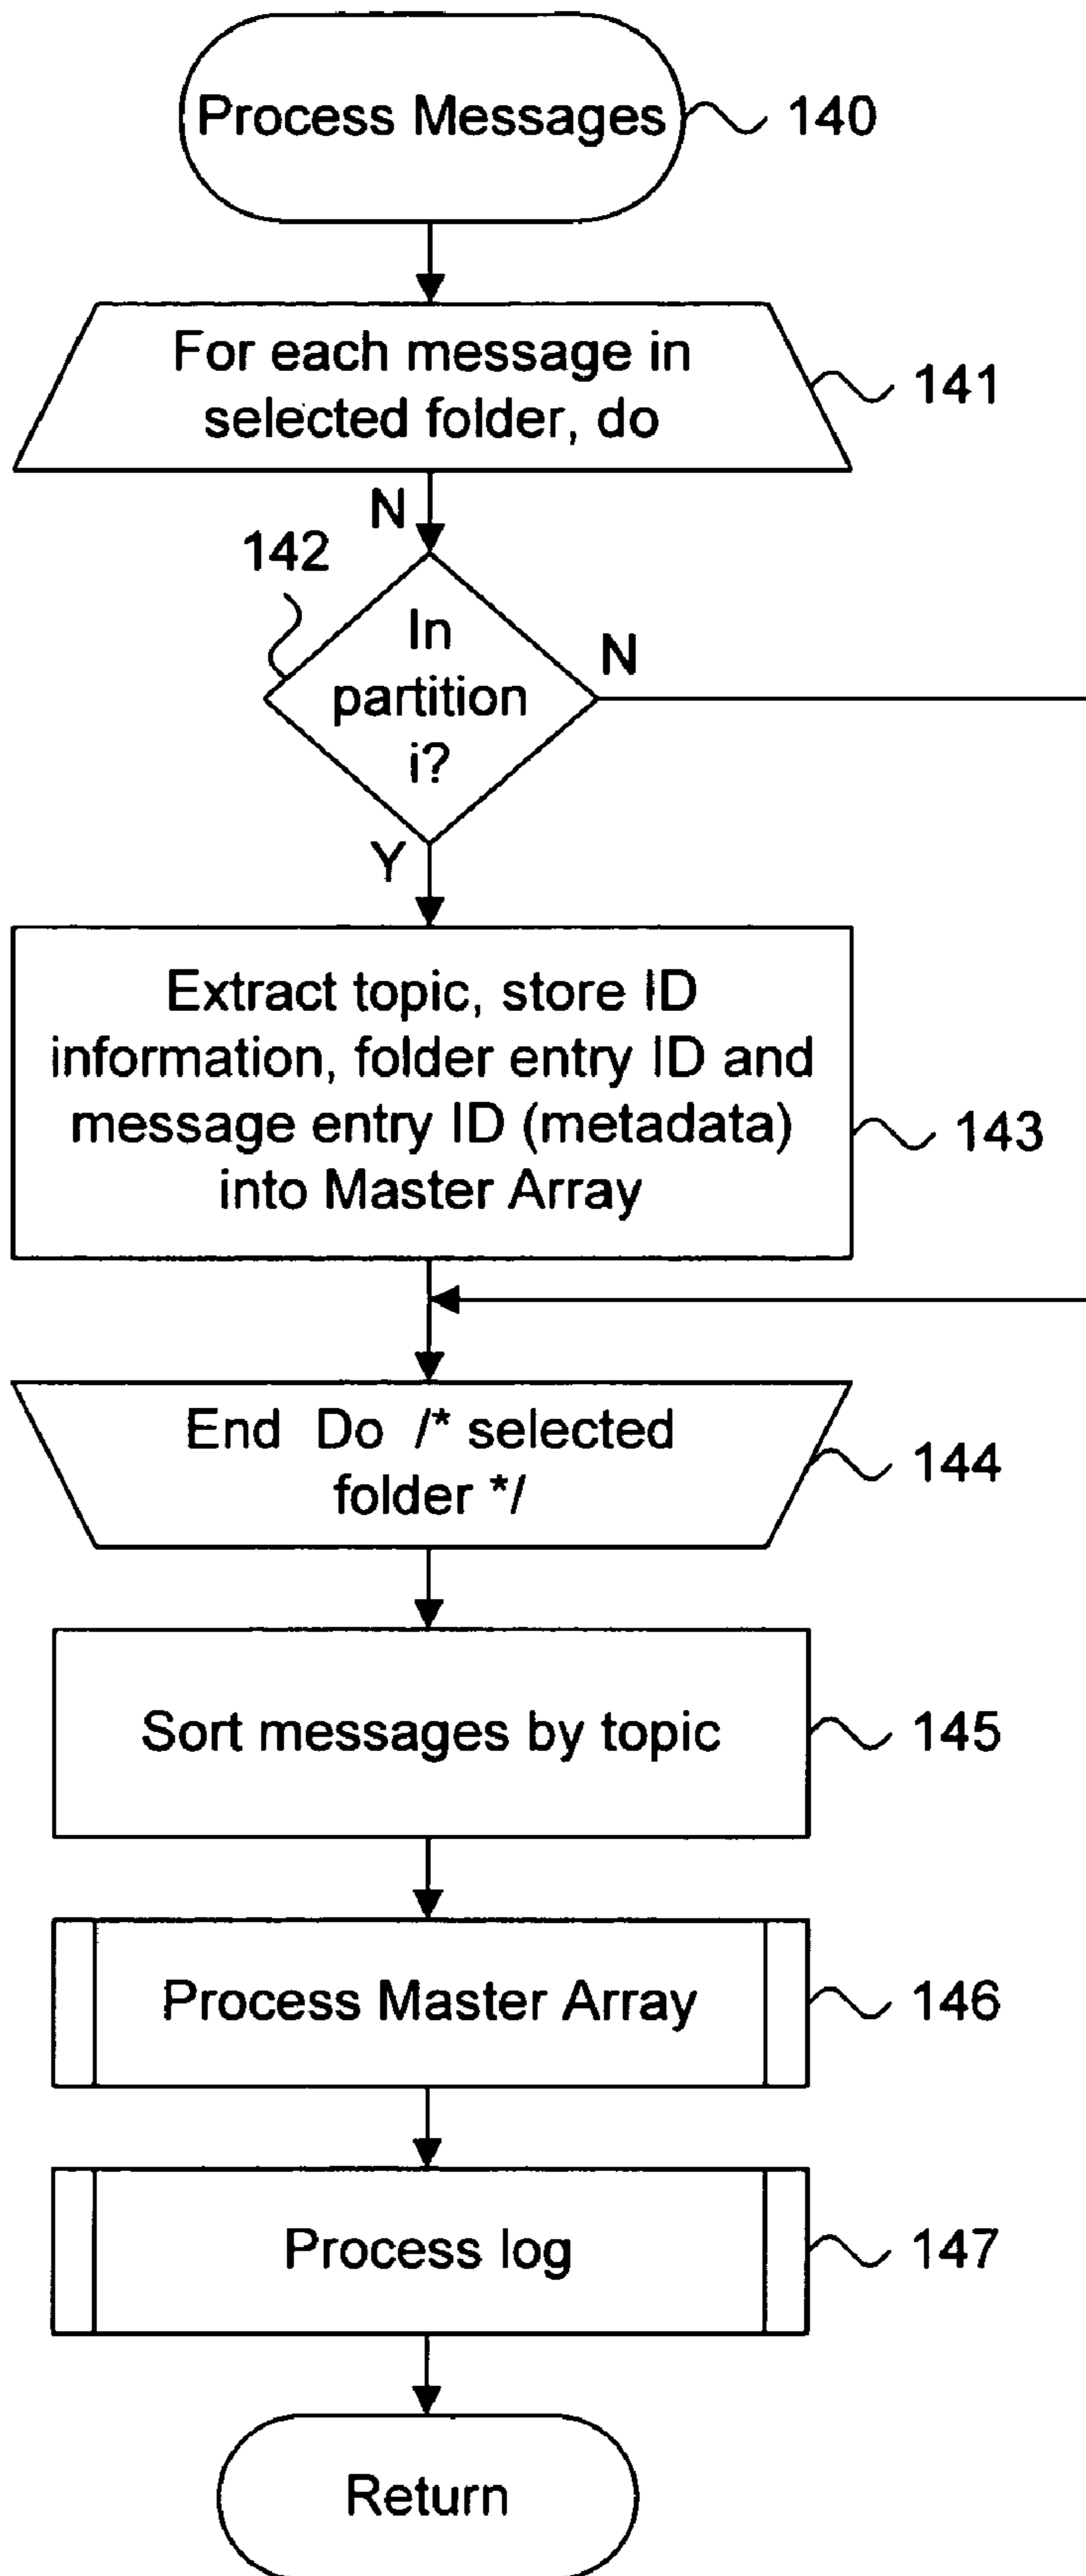 Process Messages
140
For each message in
selected folder, do
141
N
142
In
partition
i?
N
Y
Extract topic, store ID
information, folder entry ID and
message entry ID (metadata)
into Master Array
143
End Do /* selected
folder */
144
Sort messages by topic
145
Process Master Array
146
Process log
147
Return